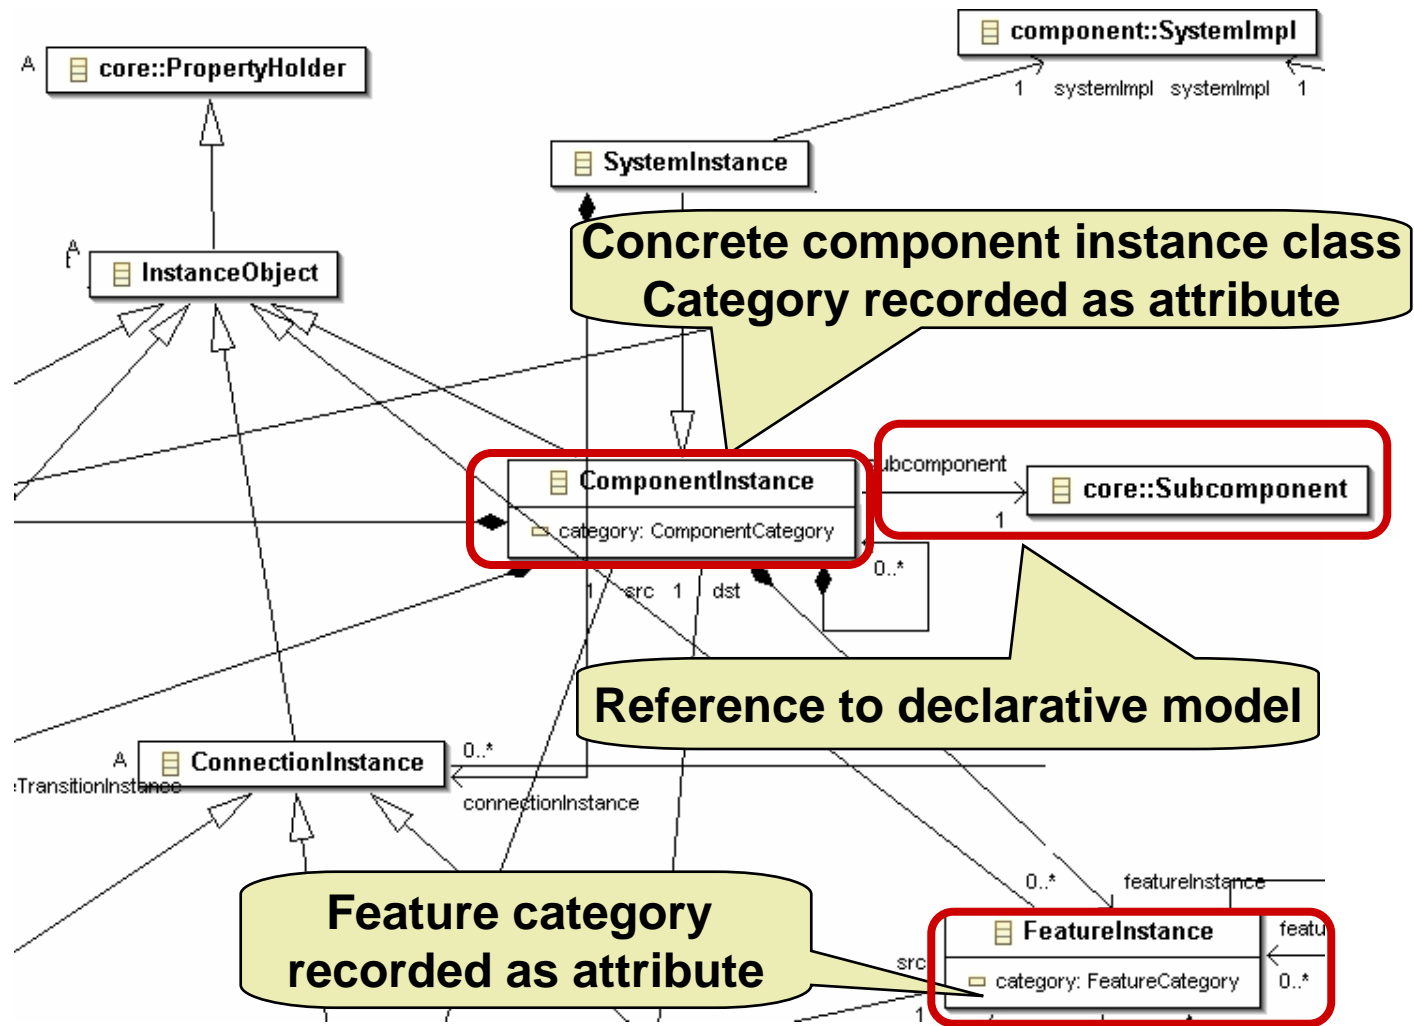 component::SystemImpl
A
core::PropertyHolder
1 systemImpl systemImpl 1
SystemInstance
Concrete component instance class
Category recorded as attribute
A
InstanceObject
subcomponent
ComponentInstance
core::Subcomponent
1
category: ComponentCategory
0..*
1 src 1 dst
Reference to declarative model
A
ConnectionInstance
0..*
eTransitionInstance
connectionInstance
0..*
featureInstance
Feature category
recorded as attribute
FeatureInstance
featu
src
category: FeatureCategory
0..*
1